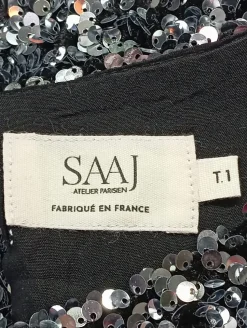 SAAJ
ATELIER PARISIEN
FABRIQUÉ EN FRANCE
T.1